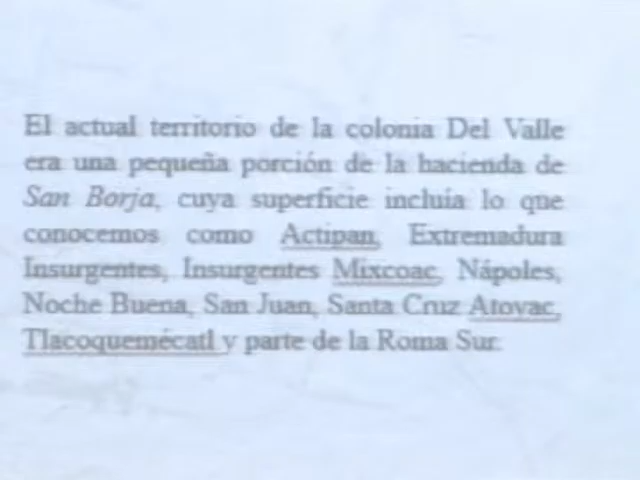 El actual territorio de la colonia Del Valle
era una pequeña porción de la hacienda de
San Borja, cuya superficie incluía lo que
conocemos como Actipan, Extremadura
Insurgentes, Insurgentes Mixcoac, Nápoles,
Noche Buena, San Juan, Santa Cruz Atoyac,
Tlacoquemécatl y parte de la Roma Sur.